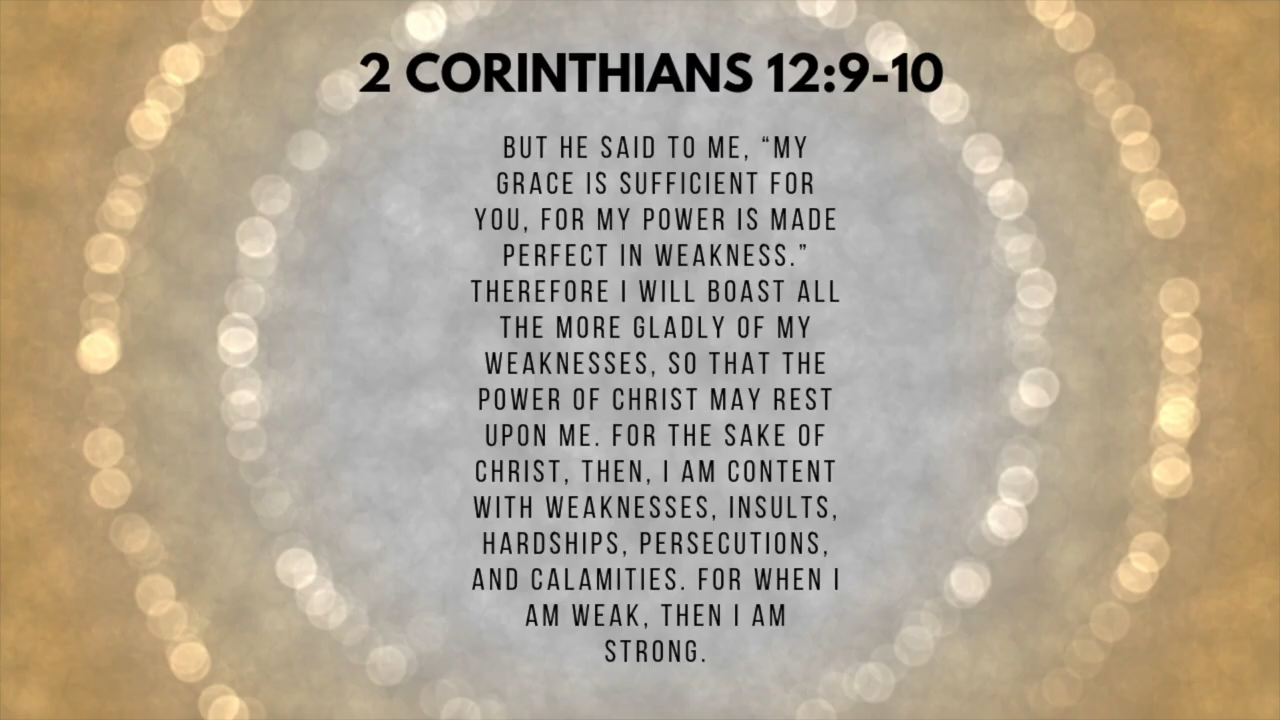 2 CORINTHIANS 12:9-10
BUT HE SAID TO ME, “MY
GRACE IS SUFFICIENT FOR
YOU, FOR MY POWER IS MADE
PERFECT IN WEAKNESS.”
THEREFORE I WILL BOAST ALL
THE MORE GLADLY OF MY
WEAKNESSES, SO THAT THE
POWER OF CHRIST MAY REST
UPON ME. FOR THE SAKE OF
CHRIST, THEN, I AM CONTENT
WITH WEAKNESSES, INSULTS,
HARDSHIPS, PERSECUTIONS,
AND CALAMITIES. FOR WHEN I
AM WEAK, THEN I AM
STRONG.